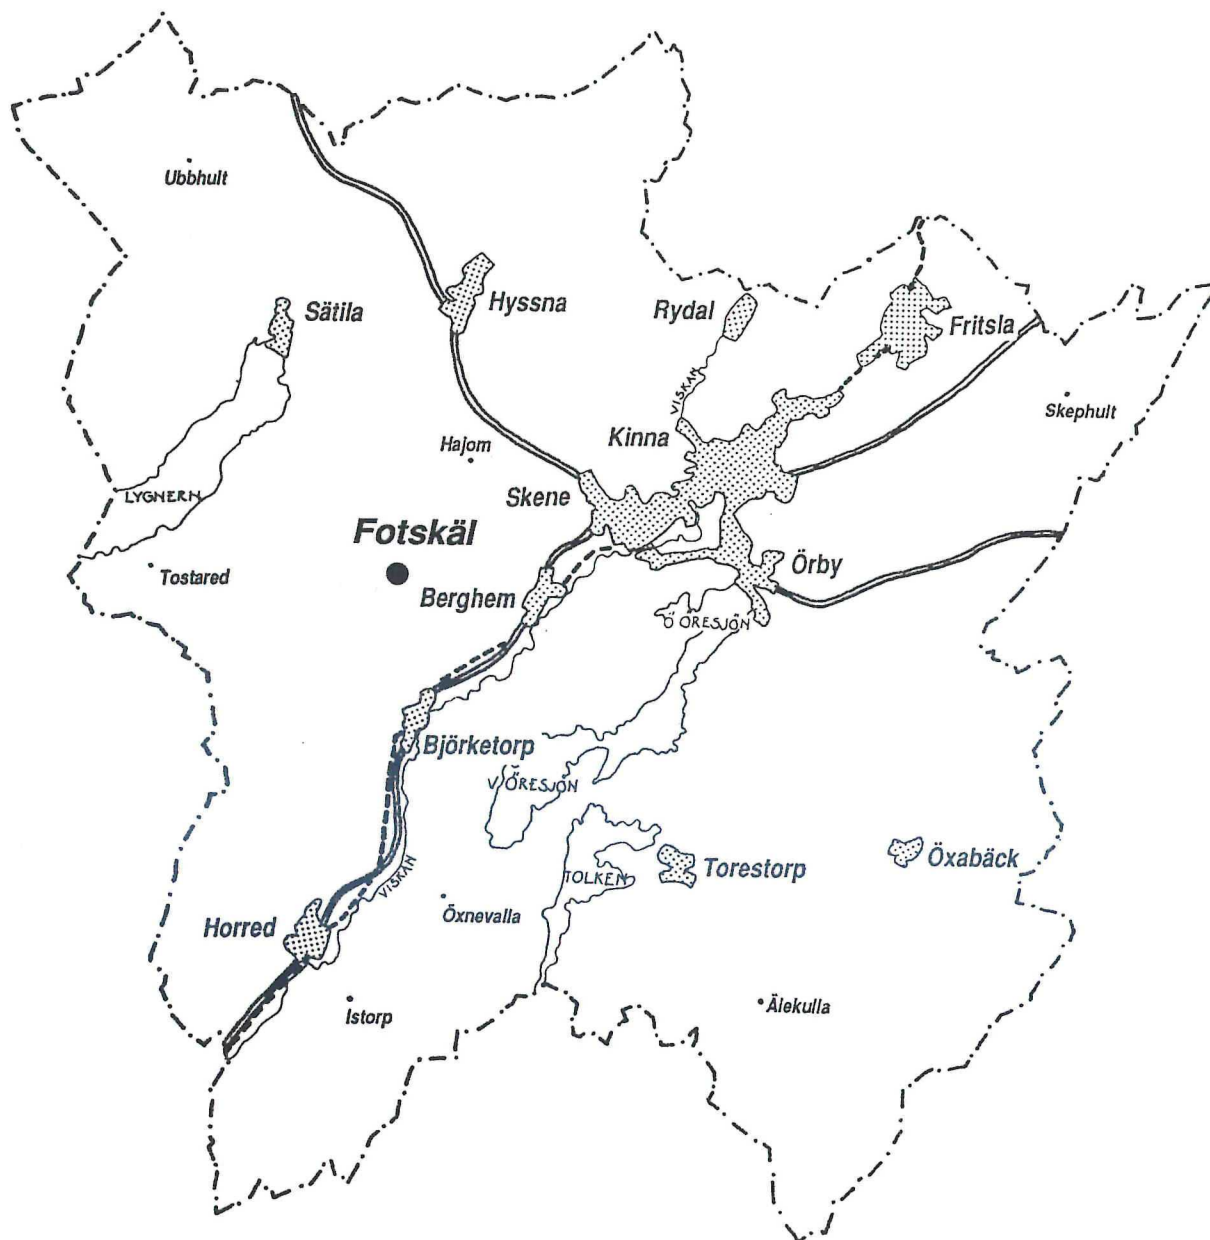 Ubbhult
Sätila
Hyssna
Rydal
Fritsla
VISKAN
Skephult
Kinna
Hajom
LYGNERN
Skene
Fotskäl
Tostared
Berghem
Örby
Ö ÖRESJÖN
Björketorp
V ÖRESJÖN
Öxabäck
Torestorp
TOLKEN
VISKAN
Öxnevalla
Horred
Istorp
Älekulla